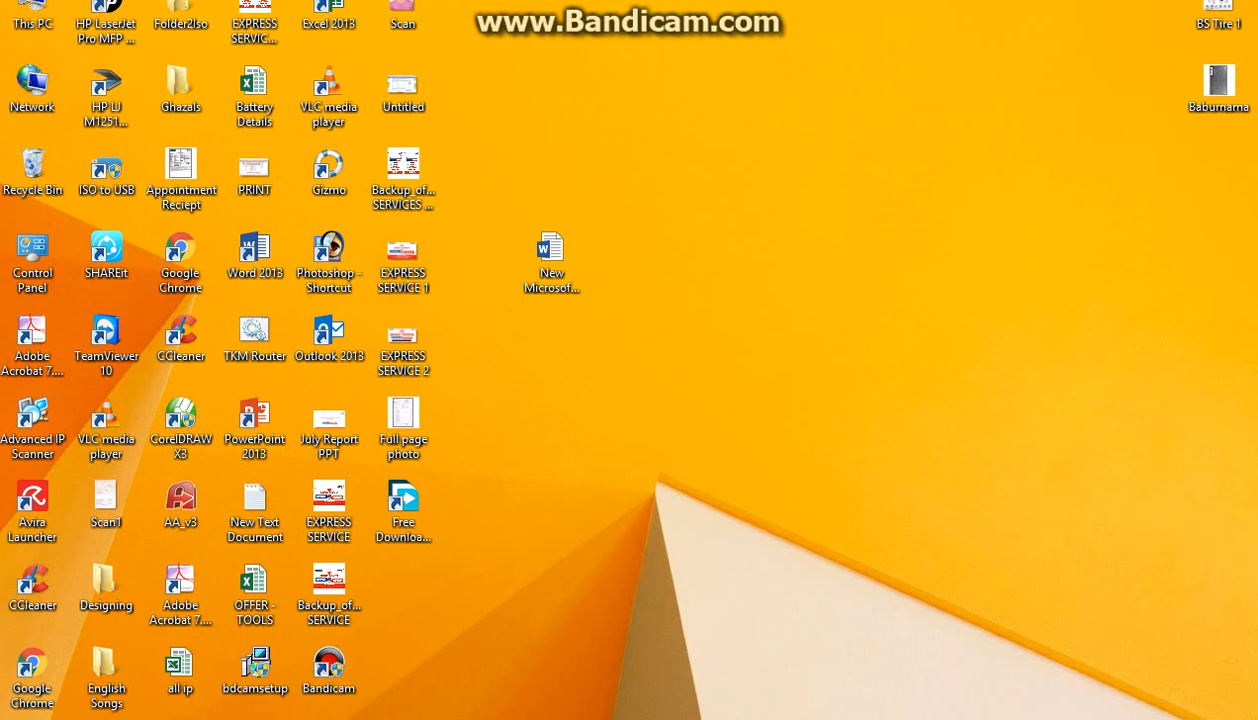 www.Bandicam.com
This PC
HP LaserJet
Pro MFP ...
Folder2Iso
EXPRESS
SERVIC...
Excel 2013
Scan
BS Tire 1
Network
HP LJ
M1251...
Ghazals
Battery
Details
VLC media
player
Untitled
Baburnama
Recycle Bin
ISO to USB
Appointment
Reciept
PRINT
Gizmo
Backup_of...
SERVICES ...
Control
Panel
SHAREit
Google
Chrome
Word 2013
Photoshop -
Shortcut
EXPRESS
SERVICE 1
New
Microsof...
Adobe
Acrobat 7....
TeamViewer
10
CCleaner
TKM Router
Outlook 2013
EXPRESS
SERVICE 2
Advanced IP
Scanner
VLC media
player
CorelDRAW
X3
PowerPoint
2013
July Report
PPT
Full page
photo
Avira
Launcher
Scan1
AA_v3
New Text
Document
EXPRESS
SERVICE
Free
Downloa...
CCleaner
Designing
Adobe
Acrobat 7....
OFFER -
TOOLS
Backup_of...
SERVICE
Google
Chrome
English
Songs
all ip
bdcamsetup
Bandicam